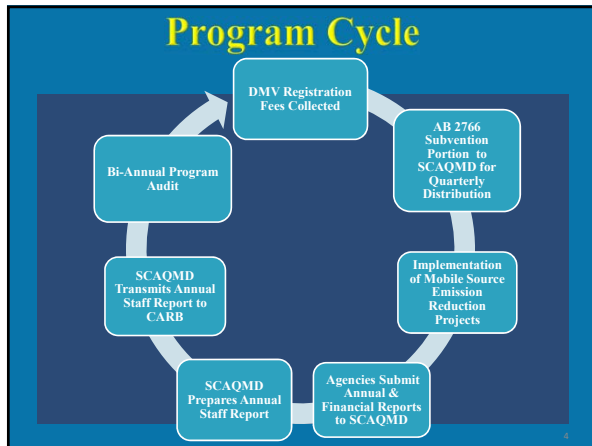 Program Cycle
DMV Registration
Fees Collected
AB 2766
Subvention
Portion to
SCAQMD for
Quarterly
Distribution
Implementation
of Mobile Source
Emission
Reduction
Projects
Agencies Submit
Annual &
Financial Reports
to SCAQMD
SCAQMD
Prepares Annual
Staff Report
SCAQMD
Transmits Annual
Staff Report to
CARB
Bi-Annual Program
Audit
4